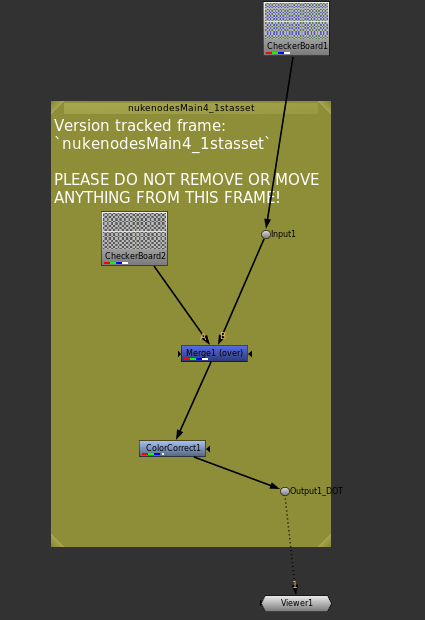 CheckerBoard1
nukenodesMain4_1stasset
Version tracked frame:
`nukenodesMain4_1stasset`
PLEASE DO NOT REMOVE OR MOVE
ANYTHING FROM THIS FRAME!
Input1
CheckerBoard2
A
B
Merge1 (over)
ColorCorrect1
Output1_DOT
1
Viewer1